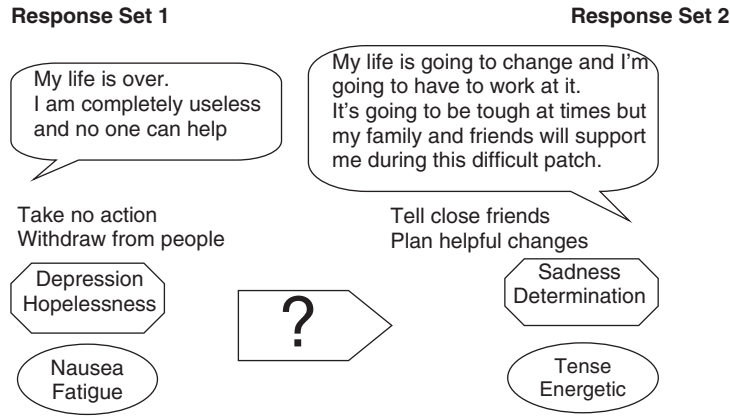 Response Set 1
Response Set 2
My life is over.
I am completely useless
and no one can help
My life is going to change and I'm
going to have to work at it.
It's going to be tough at times but
my family and friends will support
me during this difficult patch.
Take no action
Withdraw from people
Tell close friends
Plan helpful changes
Depression
Hopelessness
?
Sadness
Determination
Nausea
Fatigue
Tense
Energetic